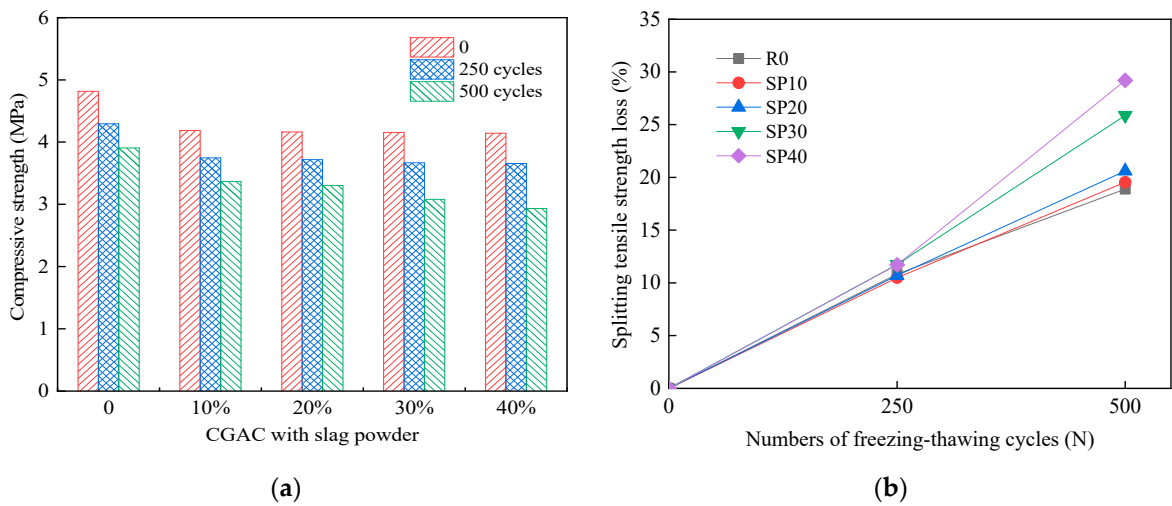 (a)
Compressive strength (MPa)
6
5
4
3
2
1
0
0
250 cycles
500 cycles
0 10% 20% 30% 40%
CGAC with slag powder
(b)
Splitting tensile strength loss (%)
35
30
25
20
15
10
5
0
R0
SP10
SP20
SP30
SP40
0 250 500
Numbers of freezing-thawing cycles (N)